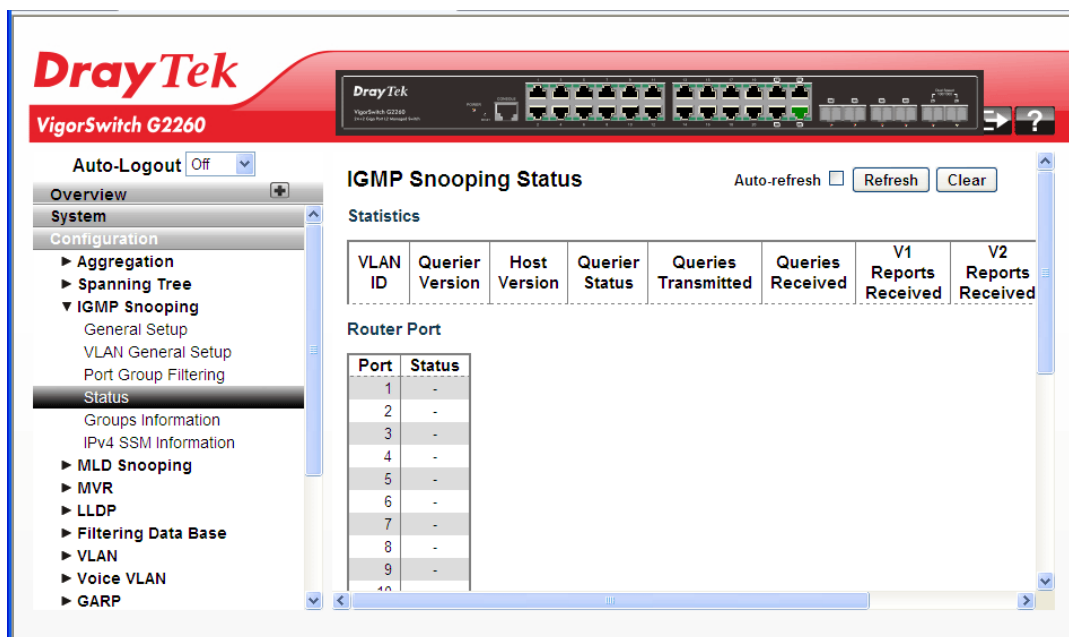 DrayTek
VigorSwitch G2260
DrayTek
VigorSwitch G2260
POWER
CONSOLE
?
Auto-Logout Off
Overview
System
Configuration
Aggregation
Spanning Tree
IGMP Snooping
General Setup
VLAN General Setup
Port Group Filtering
Status
Groups Information
IPv4 SSM Information
MLD Snooping
MVR
LLDP
Filtering Data Base
VLAN
Voice VLAN
GARP
IGMP Snooping Status
Auto-refresh Refresh Clear
Statistics
VLAN ID Querier Version Host Version Querier Status Queries Transmitted Queries Received V1 Reports Received V2 Reports Received
Router Port
Port Status
1 -
2 -
3 -
4 -
5 -
6 -
7 -
8 -
9 -